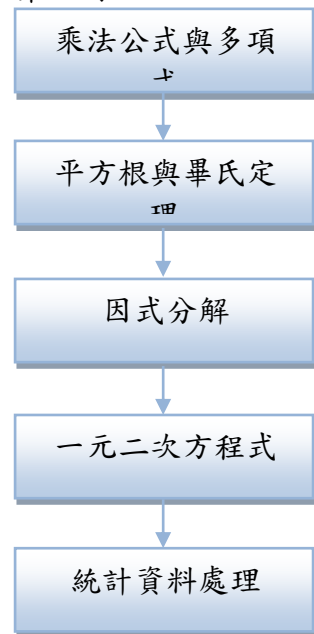 乘法公式與多項
平方根與畢氏定
因式分解
一元二次方程式
統計資料處理